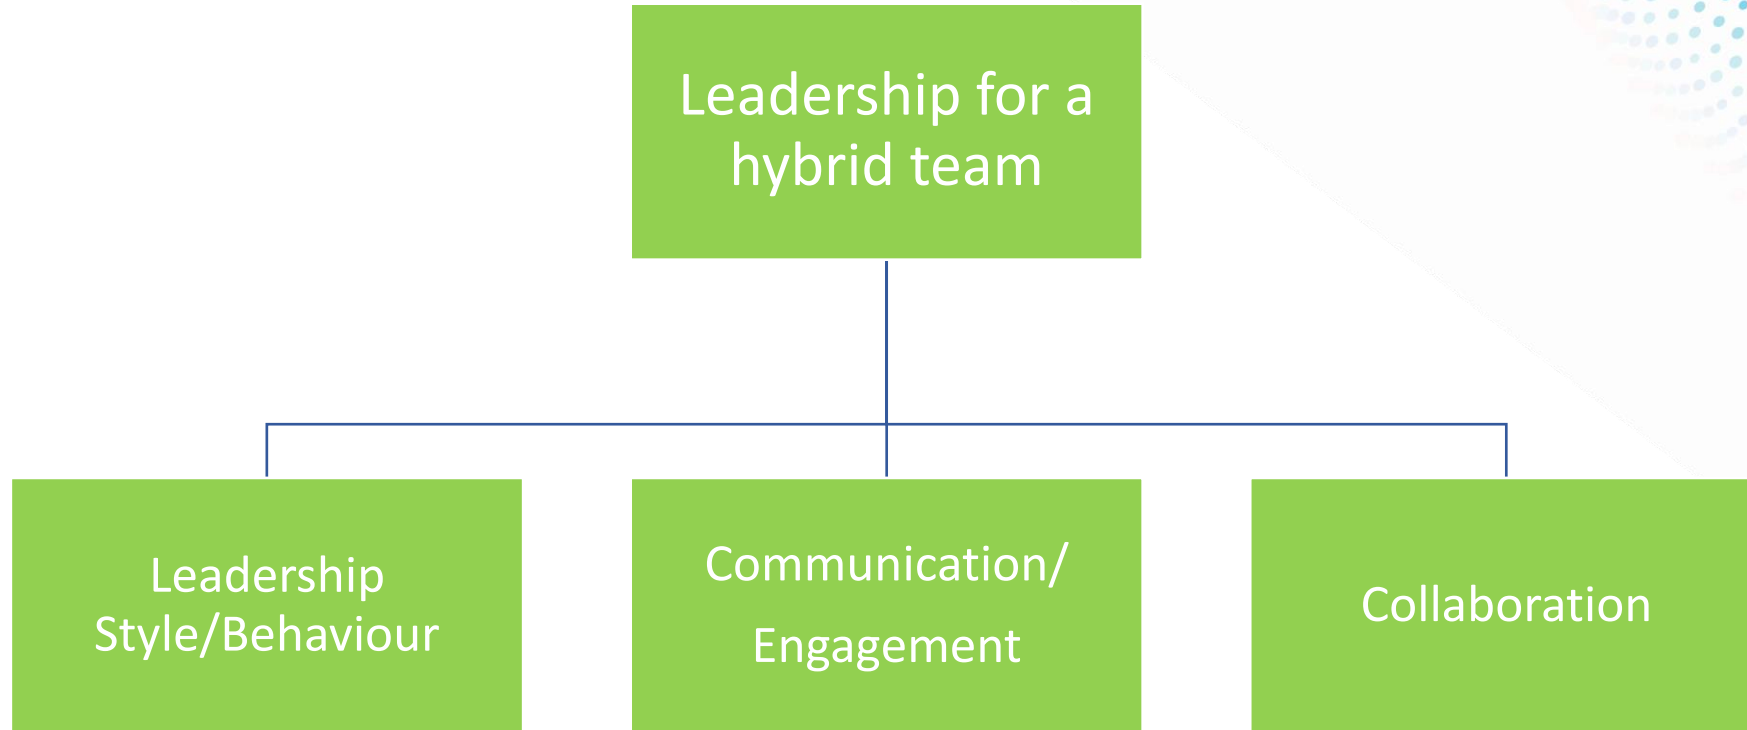 Leadership for a
hybrid team
Leadership
Style/Behaviour
Communication/
Engagement
Collaboration